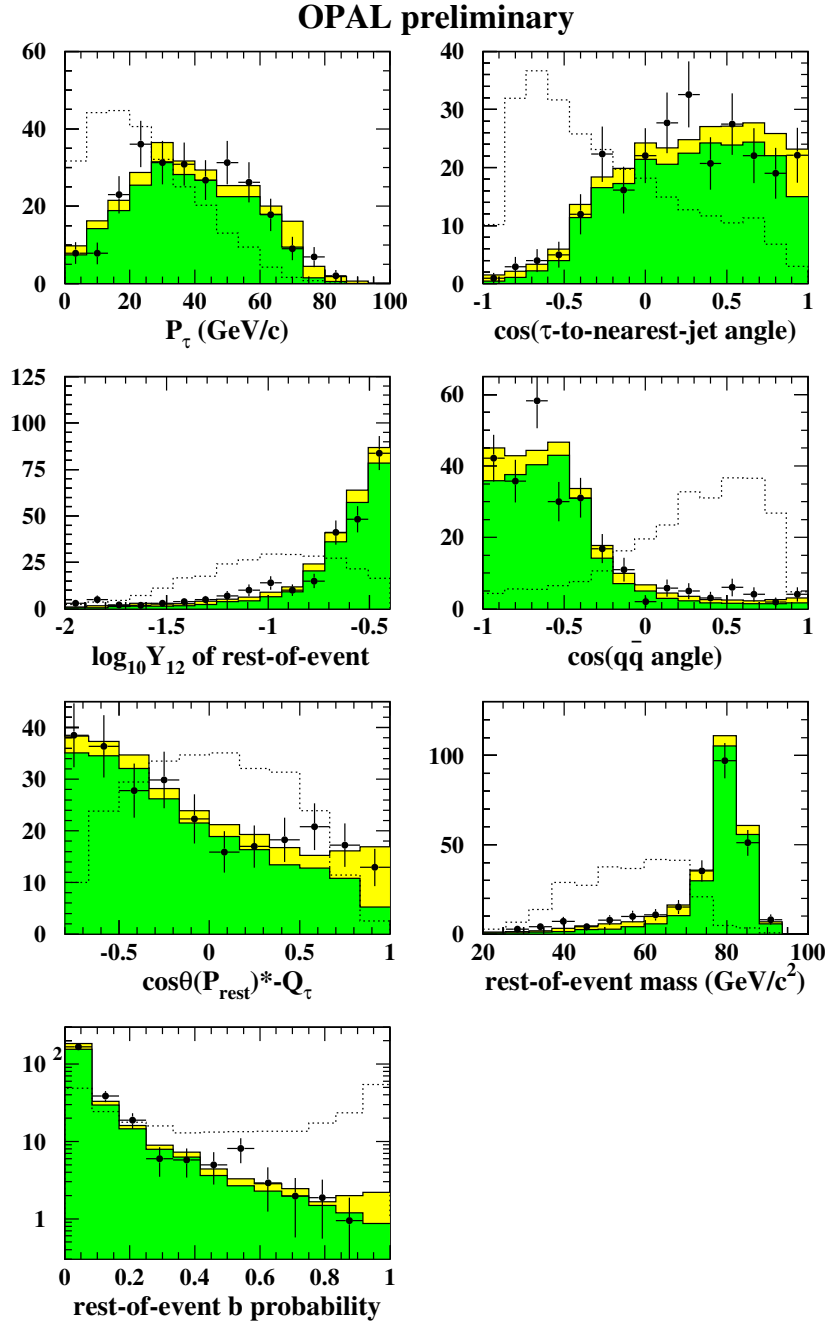 OPAL preliminary
60
40
20
0
0 20 40 60 80 100
Pτ (GeV/c)
40
30
20
10
0
-1 -0.5 0 0.5 1
cos(τ-to-nearest-jet angle)
125
100
75
50
25
0
-2 -1.5 -1 -0.5
log10Y12 of rest-of-event
60
40
20
0
-1 -0.5 0 0.5 1
cos(qq̄ angle)
40
30
20
10
0
-0.5 0 0.5 1
cosθ(Prest)*-Qτ
100
50
0
20 40 60 80 100
rest-of-event mass (GeV/c²)
10²
10
1
0 0.2 0.4 0.6 0.8 1
rest-of-event b probability